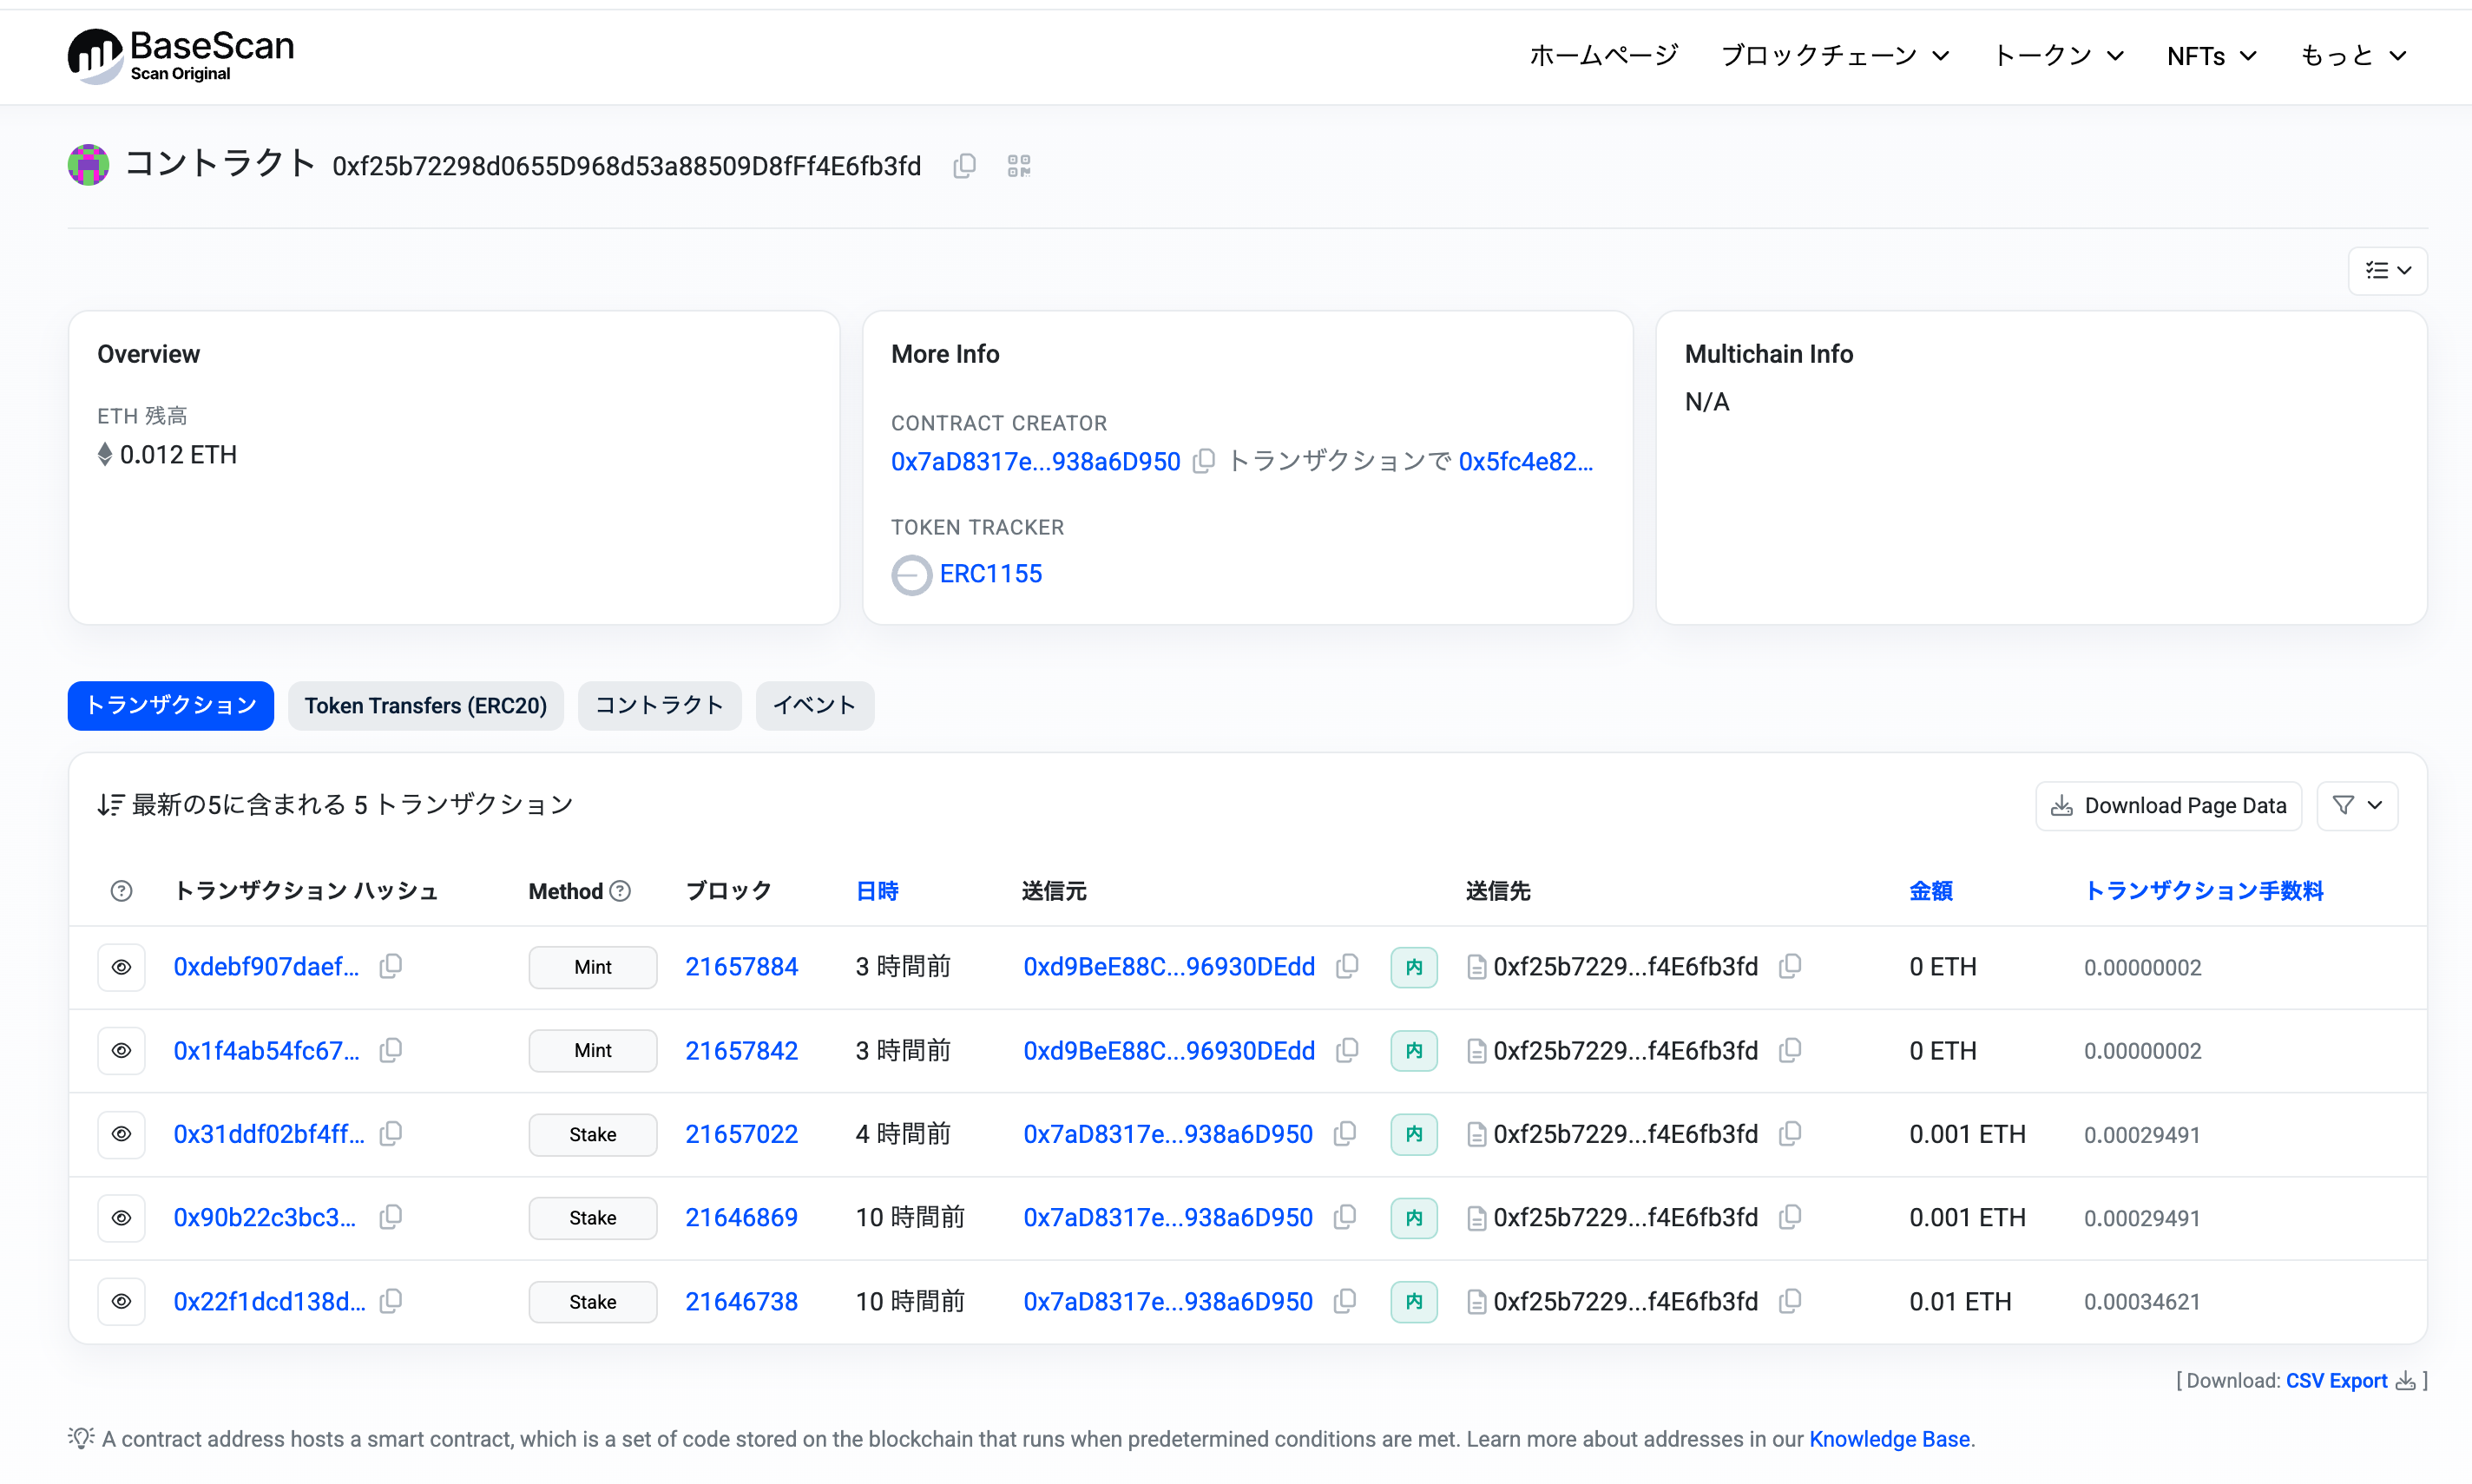 BaseScan
Scan Original
ホームページ ブロックチェーン トークン NFTs もっと
コントラクト 0xf25b72298d0655D968d53a88509D8fFf4E6fb3fd
Overview
ETH 残高
0.012 ETH
More Info
CONTRACT CREATOR
0x7aD8317e...938a6D950 トランザクションで 0x5fc4e82...
TOKEN TRACKER
ERC1155
Multichain Info
N/A
トランザクション Token Transfers (ERC20) コントラクト イベント
最新の5に含まれる 5 トランザクション
Download Page Data
トランザクション ハッシュ Method ブロック 日時 送信元 送信先 金額 トランザクション手数料
0xdebf907daef... Mint 21657884 3 時間前 0xd9BeE88C...96930DEdd 内 0xf25b7229...f4E6fb3fd 0 ETH 0.00000002
0x1f4ab54fc67... Mint 21657842 3 時間前 0xd9BeE88C...96930DEdd 内 0xf25b7229...f4E6fb3fd 0 ETH 0.00000002
0x31ddf02bf4ff... Stake 21657022 4 時間前 0x7aD8317e...938a6D950 内 0xf25b7229...f4E6fb3fd 0.001 ETH 0.00029491
0x90b22c3bc3... Stake 21646869 10 時間前 0x7aD8317e...938a6D950 内 0xf25b7229...f4E6fb3fd 0.001 ETH 0.00029491
0x22f1dcd138d... Stake 21646738 10 時間前 0x7aD8317e...938a6D950 内 0xf25b7229...f4E6fb3fd 0.01 ETH 0.00034621
[ Download: CSV Export ]
A contract address hosts a smart contract, which is a set of code stored on the blockchain that runs when predetermined conditions are met. Learn more about addresses in our Knowledge Base.